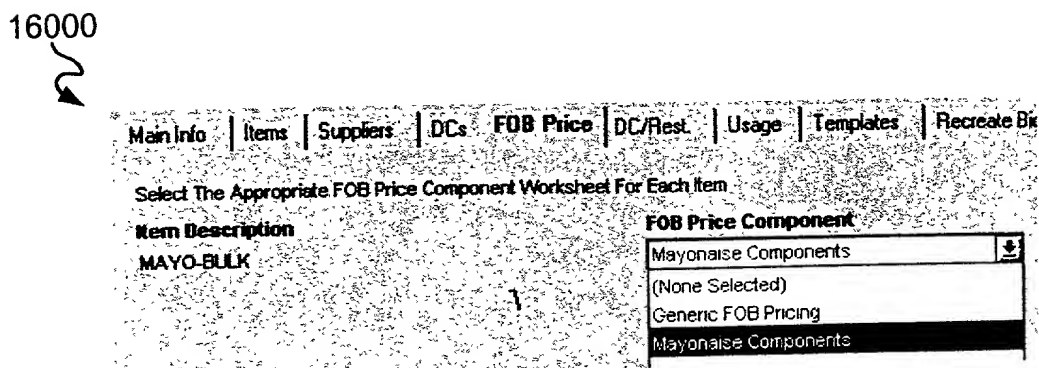 16000
Main Info | Items | Suppliers | DCs FOB Price | DC/Rest. | Usage | Templates | Recreate Bi
Select The Appropriate FOB Price Component Worksheet For Each Item
Item Description FOB Price Component
MAYO-BULK Mayonaise Components
(None Selected)
Generic FOB Pricing
Mayonaise Components